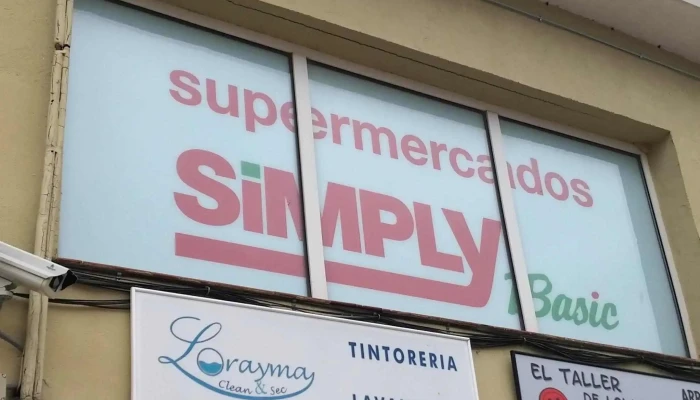 supermercados
SiMPLY
Basic
Lorayma
Clean & Sec
TINTORERIA
EL TALLER